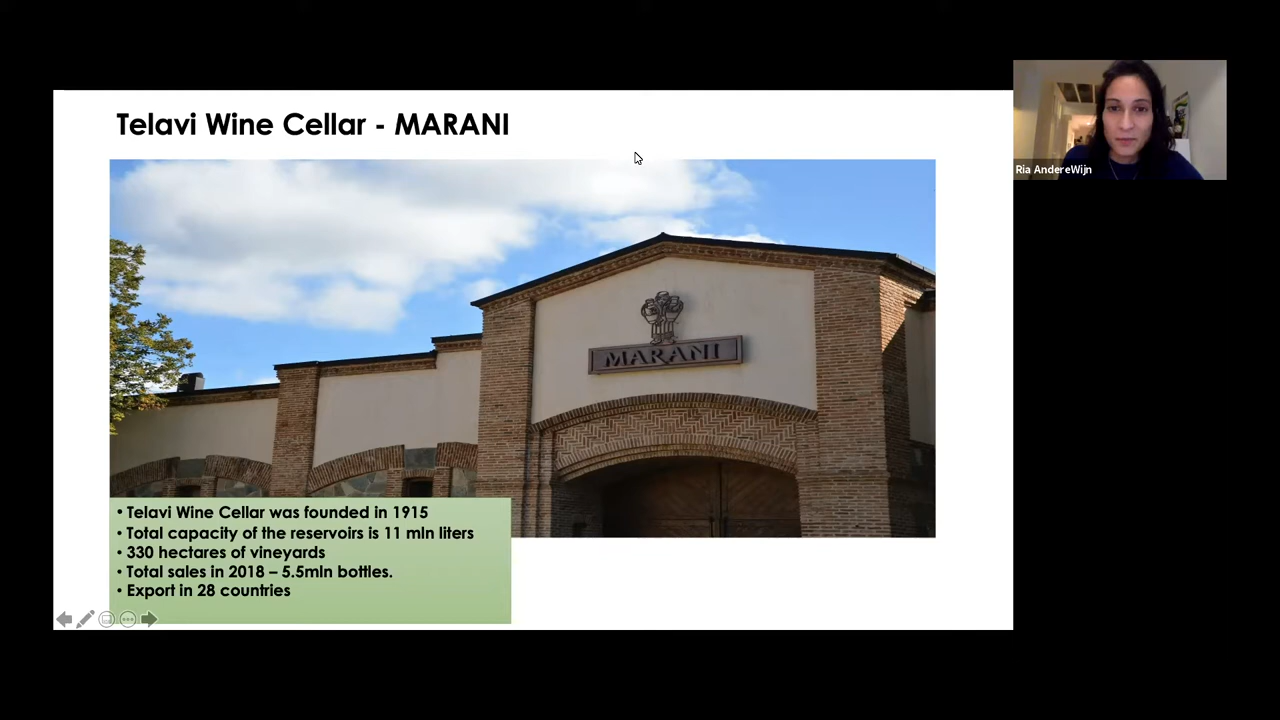 Telavi Wine Cellar - MARANI
Ria AndereWijn
MARANI
• Telavi Wine Cellar was founded in 1915
• Total capacity of the reservoirs is 11 mln liters
• 330 hectares of vineyards
• Total sales in 2018 – 5.5mln bottles.
• Export in 28 countries